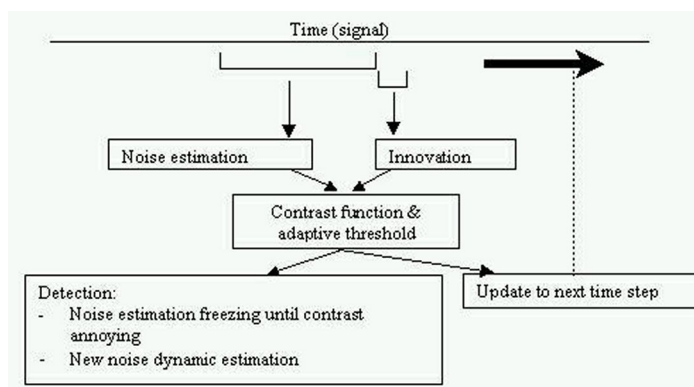 Time (signal)
Noise estimation
Innovation
Contrast function &
adaptive threshold
Detection:
- Noise estimation freezing until contrast
annoying
- New noise dynamic estimation
Update to next time step